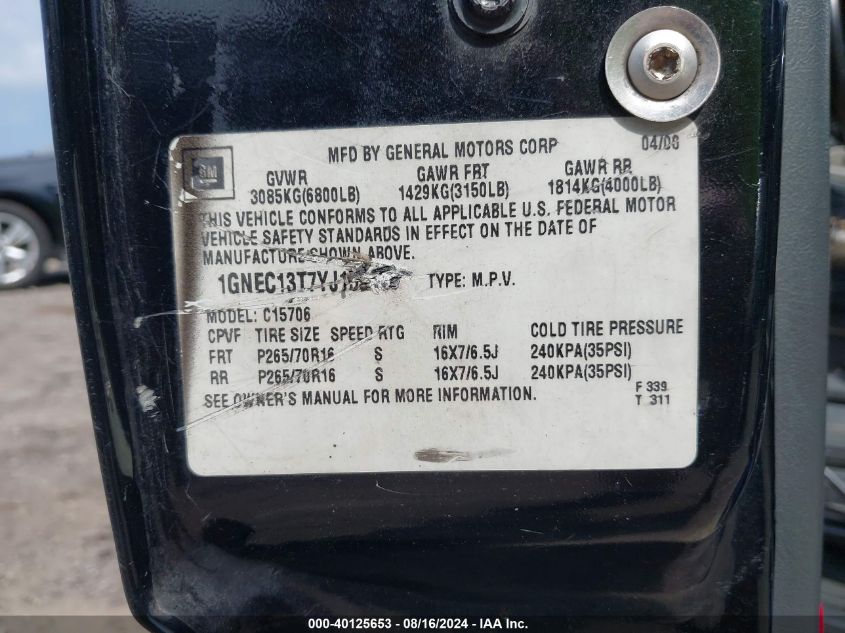 GM
MFD BY GENERAL MOTORS CORP 04/00
GVWR GAWR FRT GAWR RR
3085KG(6800LB) 1429KG(3150LB) 1814KG(4000LB)
THIS VEHICLE CONFORMS TO ALL APPLICABLE U.S. FEDERAL MOTOR
VEHICLE SAFETY STANDARDS IN EFFECT ON THE DATE OF
MANUFACTURE SHOWN ABOVE.
TYPE: M.P.V.
MODEL: C15706
CPVF TIRE SIZE SPEED RTG RIM COLD TIRE PRESSURE
FRT P265/70R16 S 16X7/6.5J 240KPA(35PSI)
RR P265/70R16 S 16X7/6.5J 240KPA(35PSI)
SEE OWNER'S MANUAL FOR MORE INFORMATION.
F 339
T 311
000-40125653 - 08/16/2024 - IAA Inc.